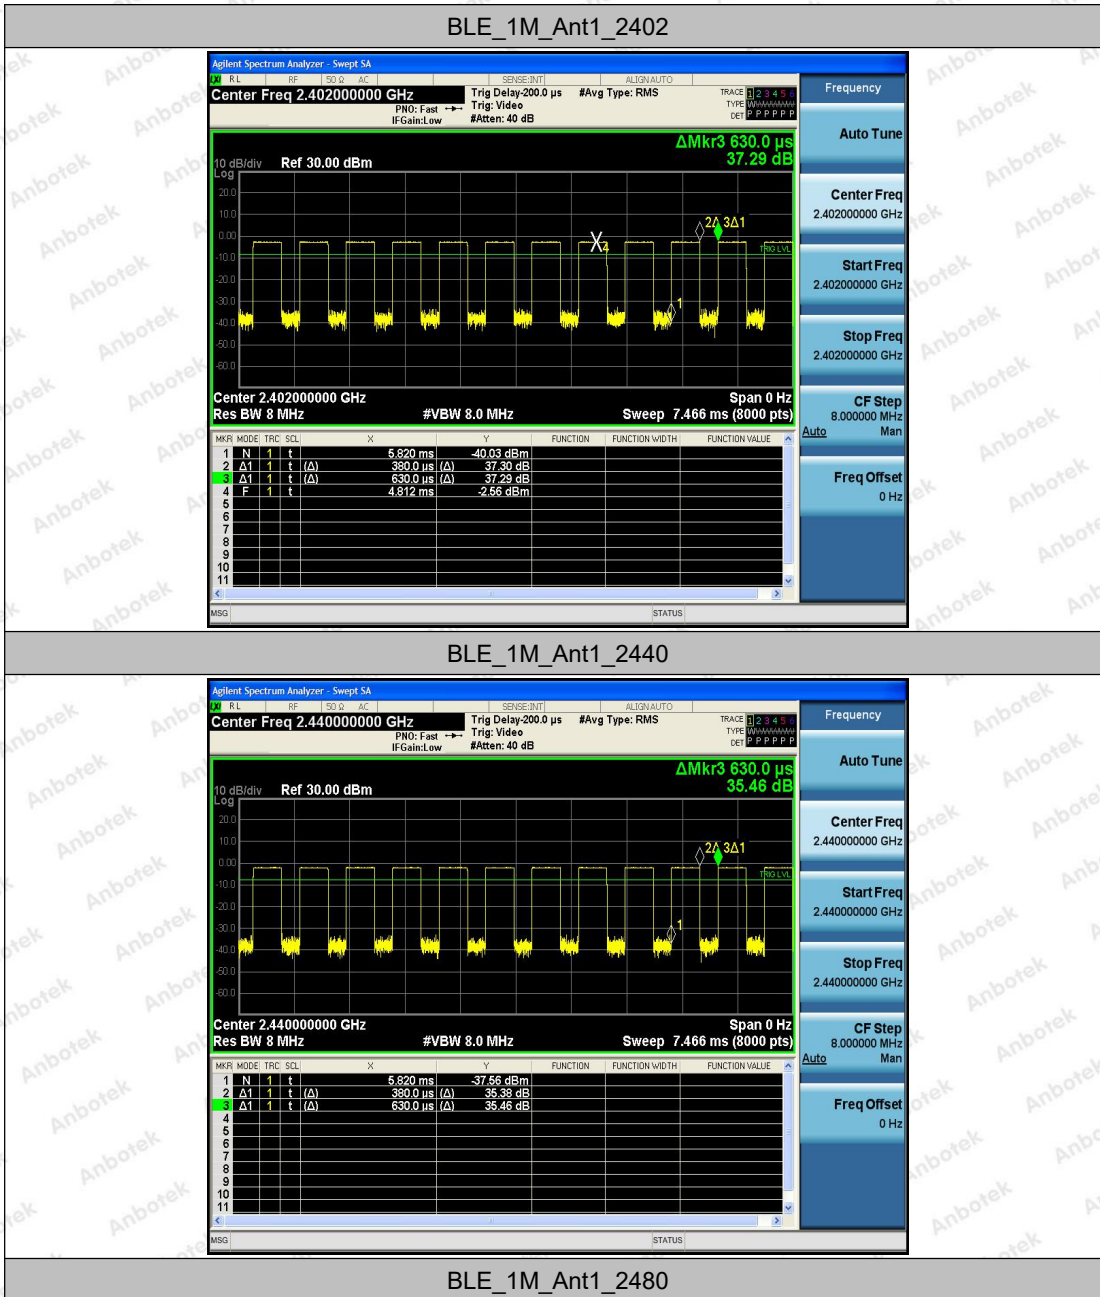 BLE_1M_Ant1_2402
Agilent Spectrum Analyzer - Swept SA
LXI RL RF 50 Ω AC SENSE:INT ALIGNAUTO
Center Freq 2.402000000 GHz
PNO: Fast
IFGain:Low
Trig Delay-200.0 µs #Avg Type: RMS
Trig: Video
#Atten: 40 dB
TRACE 1 2 3 4 5 6
TYPE W
DET P P P P P P
Frequency
Auto Tune
ΔMkr3 630.0 µs
37.29 dB
10 dB/div Ref 30.00 dBm
Log
20.0
10.0
0.00
-10.0
-20.0
-30.0
-40.0
-50.0
-60.0
2Δ 3Δ1
4
TRIG LVL
1
Center 2.402000000 GHz Span 0 Hz
Res BW 8 MHz #VBW 8.0 MHz Sweep 7.466 ms (8000 pts)
Center Freq
2.402000000 GHz
Start Freq
2.402000000 GHz
Stop Freq
2.402000000 GHz
CF Step
8.000000 MHz
Auto Man
Freq Offset
0 Hz
MKR MODE TRC SCL X Y FUNCTION FUNCTION WIDTH FUNCTION VALUE
1 N 1 t 5.820 ms -40.03 dBm
2 Δ1 1 t (Δ) 380.0 µs (Δ) 37.30 dB
3 Δ1 1 t (Δ) 630.0 µs (Δ) 37.29 dB
4 F 1 t 4.812 ms -2.56 dBm
5
6
7
8
9
10
11
MSG STATUS
BLE_1M_Ant1_2440
Agilent Spectrum Analyzer - Swept SA
LXI RL RF 50 Ω AC SENSE:INT ALIGNAUTO
Center Freq 2.440000000 GHz
PNO: Fast
IFGain:Low
Trig Delay-200.0 µs #Avg Type: RMS
Trig: Video
#Atten: 40 dB
TRACE 1 2 3 4 5 6
TYPE W
DET P P P P P P
Frequency
Auto Tune
ΔMkr3 630.0 µs
35.46 dB
10 dB/div Ref 30.00 dBm
Log
20.0
10.0
0.00
-10.0
-20.0
-30.0
-40.0
-50.0
-60.0
2Δ 3Δ1
TRIG LVL
1
Center 2.440000000 GHz Span 0 Hz
Res BW 8 MHz #VBW 8.0 MHz Sweep 7.466 ms (8000 pts)
Center Freq
2.440000000 GHz
Start Freq
2.440000000 GHz
Stop Freq
2.440000000 GHz
CF Step
8.000000 MHz
Auto Man
Freq Offset
0 Hz
MKR MODE TRC SCL X Y FUNCTION FUNCTION WIDTH FUNCTION VALUE
1 N 1 t 5.820 ms -37.56 dBm
2 Δ1 1 t (Δ) 380.0 µs (Δ) 35.38 dB
3 Δ1 1 t (Δ) 630.0 µs (Δ) 35.46 dB
4
5
6
7
8
9
10
11
MSG STATUS
BLE_1M_Ant1_2480